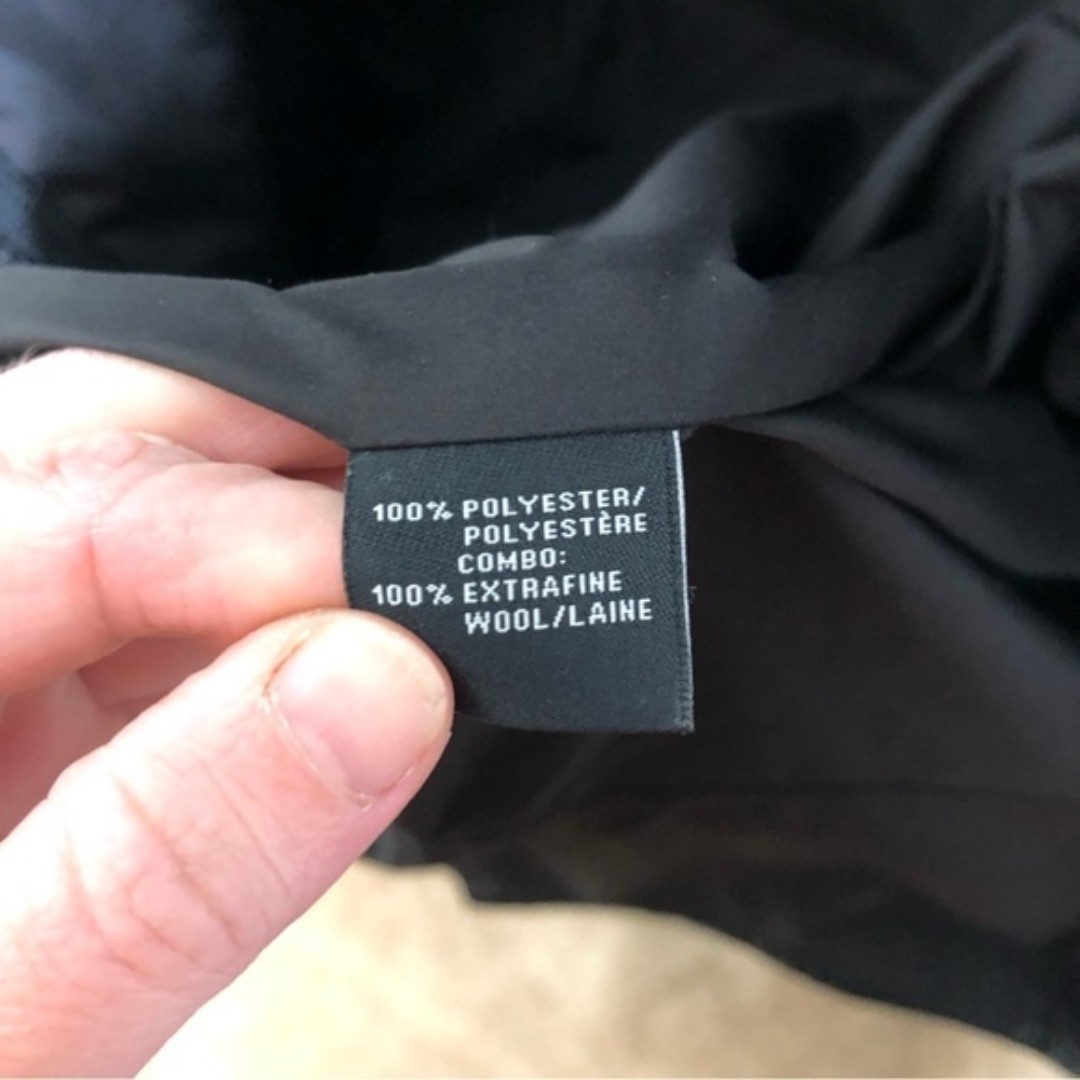 100% POLYESTER/
POLYESTÈRE
COMBO:
100% EXTRAFINE
WOOL/LAINE